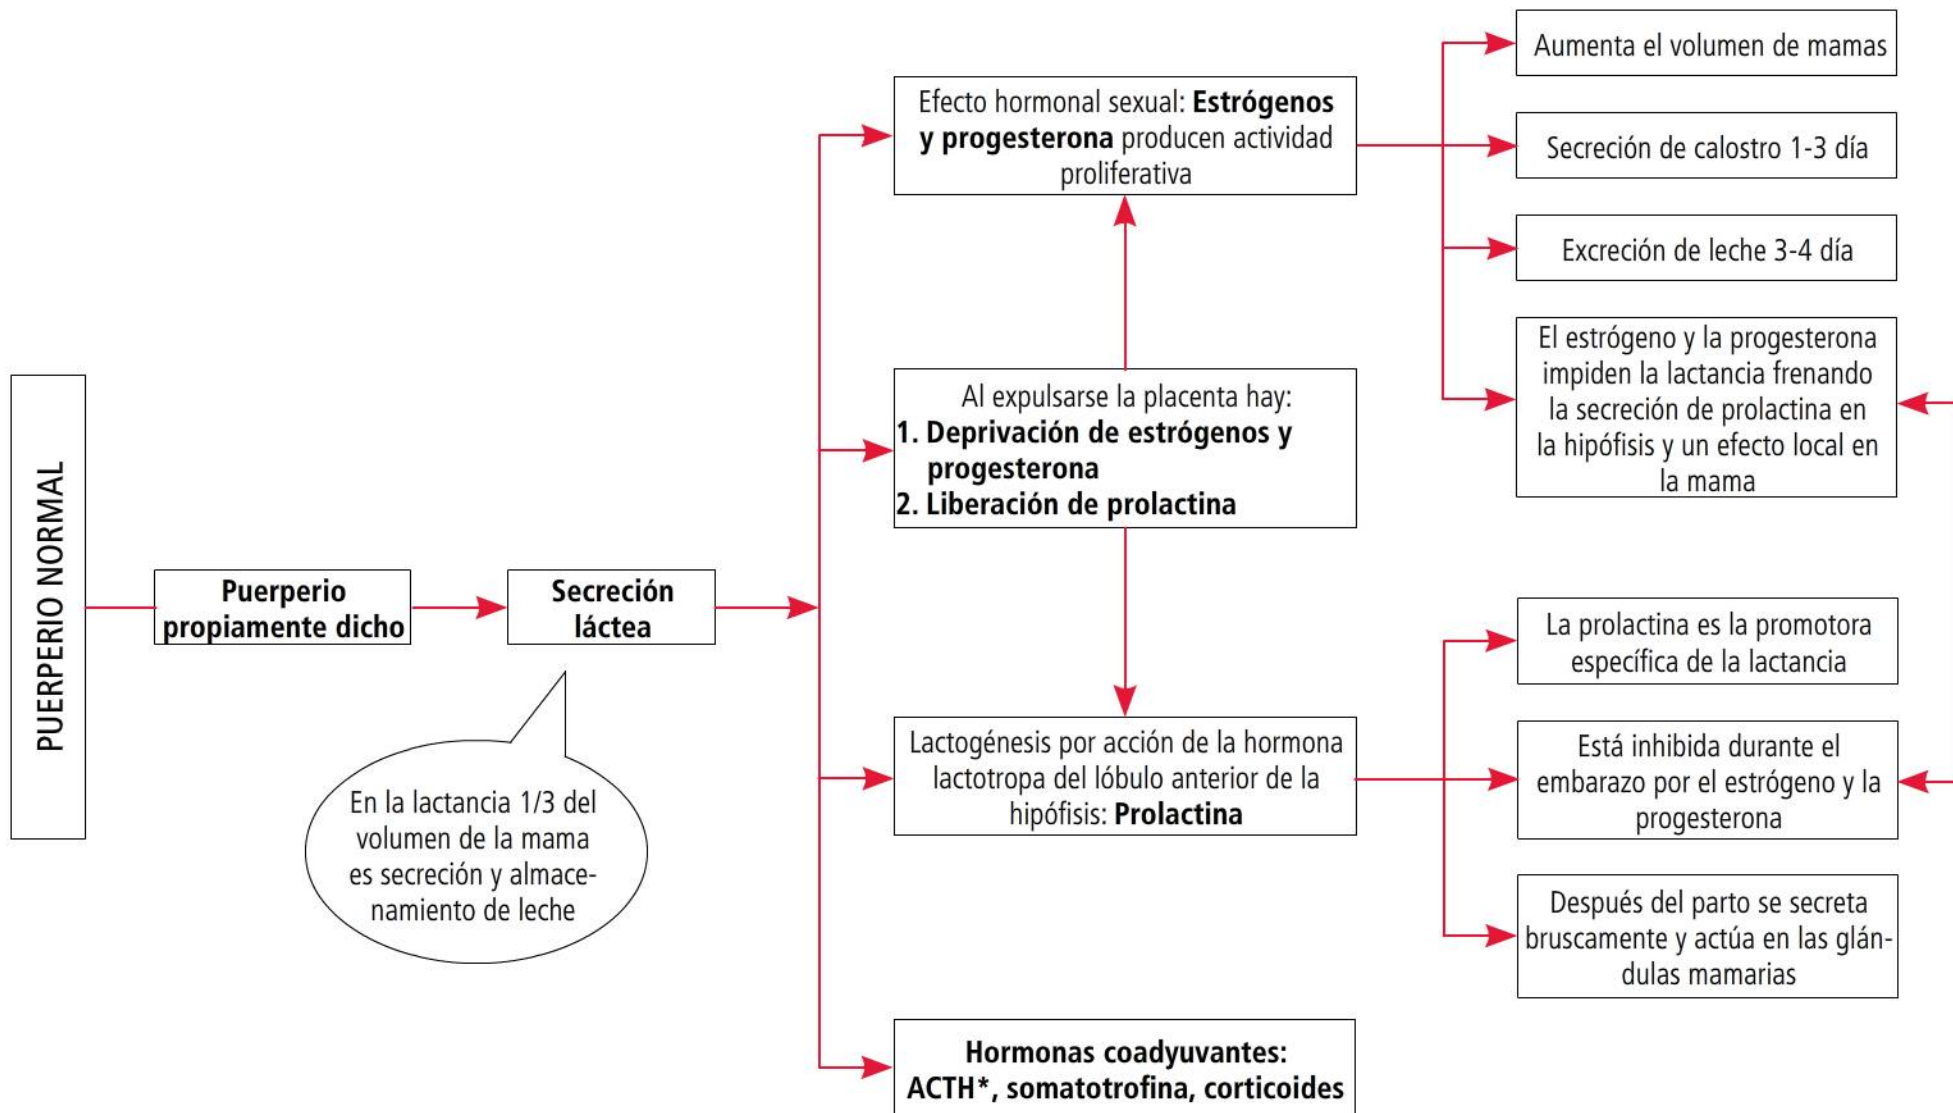 PUERPERIO NORMAL
Puerperio
propiamente dicho
Secreción
láctea
En la lactancia 1/3 del
volumen de la mama
es secreción y almace-
namiento de leche
Efecto hormonal sexual: Estrógenos
y progesterona producen actividad
proliferativa
Al expulsarse la placenta hay:
1. Deprivación de estrógenos y
progesterona
2. Liberación de prolactina
Lactogénesis por acción de la hormona
lactotropa del lóbulo anterior de la
hipófisis: Prolactina
Hormonas coadyuvantes:
ACTH*, somatotrofina, corticoides
Aumenta el volumen de mamas
Secreción de calostro 1-3 día
Excreción de leche 3-4 día
El estrógeno y la progesterona
impiden la lactancia frenando
la secreción de prolactina en
la hipófisis y un efecto local en
la mama
La prolactina es la promotora
específica de la lactancia
Está inhibida durante el
embarazo por el estrógeno y la
progesterona
Después del parto se secreta
bruscamente y actúa en las glán-
dulas mamarias